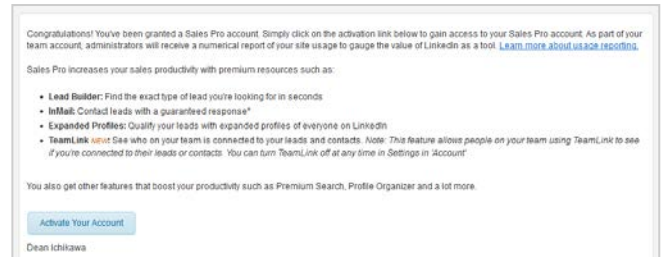 Congratulations! You've been granted a Sales Pro account. Simply click on the activation link below to gain access to your Sales Pro account. As part of your
team account, administrators will receive a numerical report of your site usage to gauge the value of LinkedIn as a tool. Learn more about usage reporting.
Sales Pro increases your sales productivity with premium resources such as:
• Lead Builder: Find the exact type of lead you're looking for in seconds
• InMail: Contact leads with a guaranteed response*
• Expanded Profiles: Qualify your leads with expanded profiles of everyone on LinkedIn
• TeamLink NEW! See who on your team is connected to your leads and contacts. Note: This feature allows people on your team using TeamLink to see
if you're connected to their leads or contacts. You can turn TeamLink off at any time in Settings in 'Account'
You also get other features that boost your productivity such as Premium Search, Profile Organizer and a lot more.
Activate Your Account
Dean Ichikawa